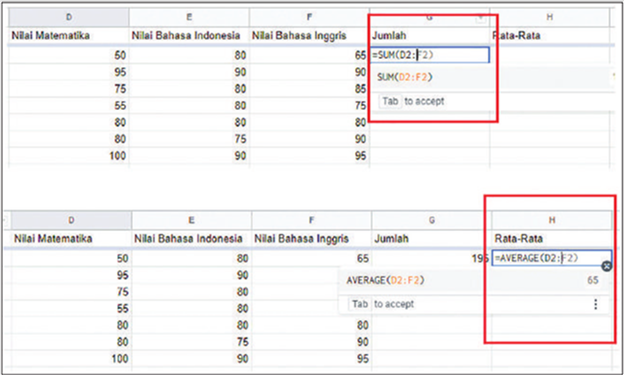 D E F G H
Nilai Matematika Nilai Bahasa Indonesia Nilai Bahasa Inggris Jumlah Rata-Rata
50 80 65 =SUM(D2:F2)
95 90 90 SUM(D2:F2)
75 80 85
55 80 75 Tab to accept
80 80 80
80 75 90
100 90 95
D E F G H
Nilai Matematika Nilai Bahasa Indonesia Nilai Bahasa Inggris Jumlah Rata-Rata
50 80 65 195 =AVERAGE(D2:F2)
95 90 AVERAGE(D2:F2) 65
75 80
55 80 Tab to accept
80 80 80
80 75 90
100 90 95